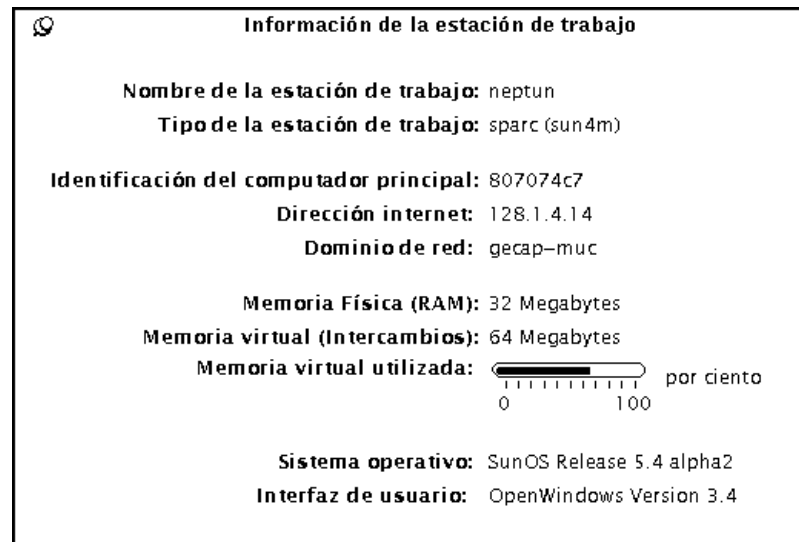 Información de la estación de trabajo
Nombre de la estación de trabajo: neptun
Tipo de la estación de trabajo: sparc (sun4m)
Identificación del computador principal: 807074c7
Dirección internet: 128.1.4.14
Dominio de red: gecap-muc
Memoria Física (RAM): 32 Megabytes
Memoria virtual (Intercambios): 64 Megabytes
Memoria virtual utilizada: por ciento
0 100
Sistema operativo: SunOS Release 5.4 alpha2
Interfaz de usuario: OpenWindows Version 3.4